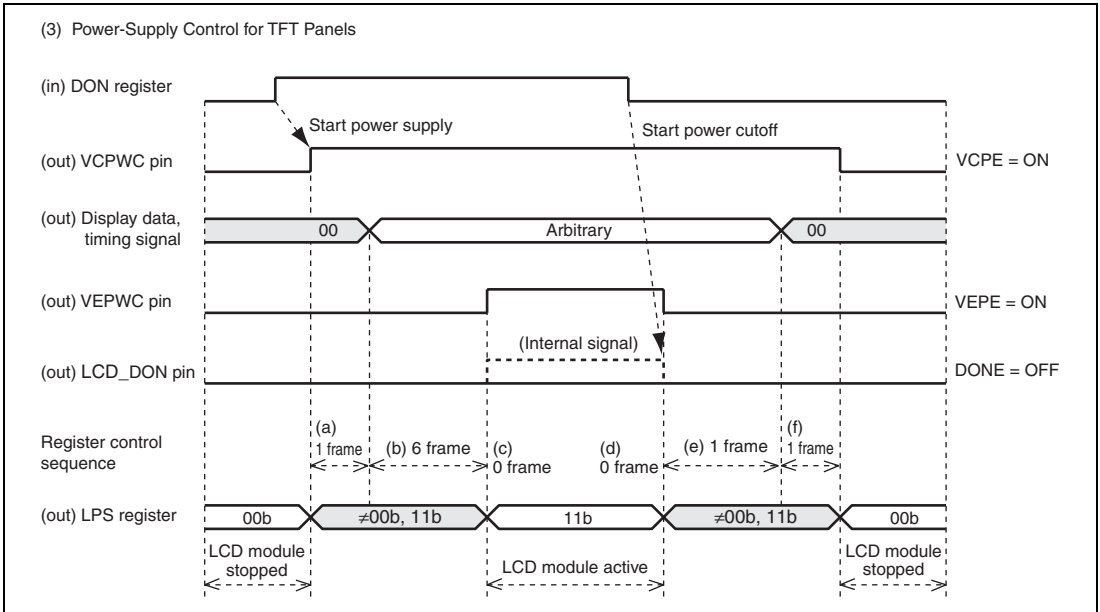 (3) Power-Supply Control for TFT Panels
(in) DON register
Start power supply
Start power cutoff
(out) VCPWC pin
VCPE = ON
(out) Display data,
timing signal
00
Arbitrary
00
(out) VEPWC pin
VEPE = ON
(Internal signal)
(out) LCD_DON pin
DONE = OFF
Register control
sequence
(a)
1 frame
(b) 6 frame
(c)
0 frame
(d)
0 frame
(e) 1 frame
(f)
1 frame
(out) LPS register
00b
≠00b, 11b
11b
≠00b, 11b
00b
LCD module
stopped
LCD module active
LCD module
stopped